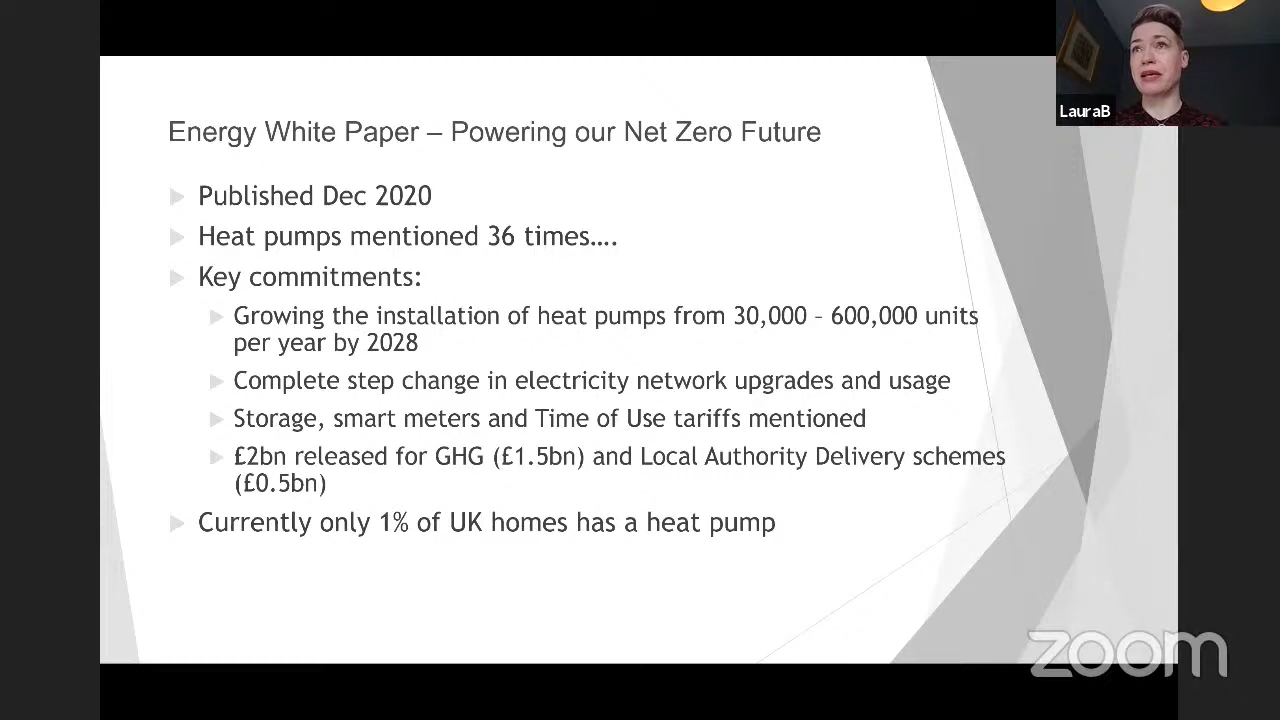 LauraB
Energy White Paper – Powering our Net Zero Future
Published Dec 2020
Heat pumps mentioned 36 times....
Key commitments:
Growing the installation of heat pumps from 30,000 – 600,000 units
per year by 2028
Complete step change in electricity network upgrades and usage
Storage, smart meters and Time of Use tariffs mentioned
£2bn released for GHG (£1.5bn) and Local Authority Delivery schemes
(£0.5bn)
Currently only 1% of UK homes has a heat pump
zoom